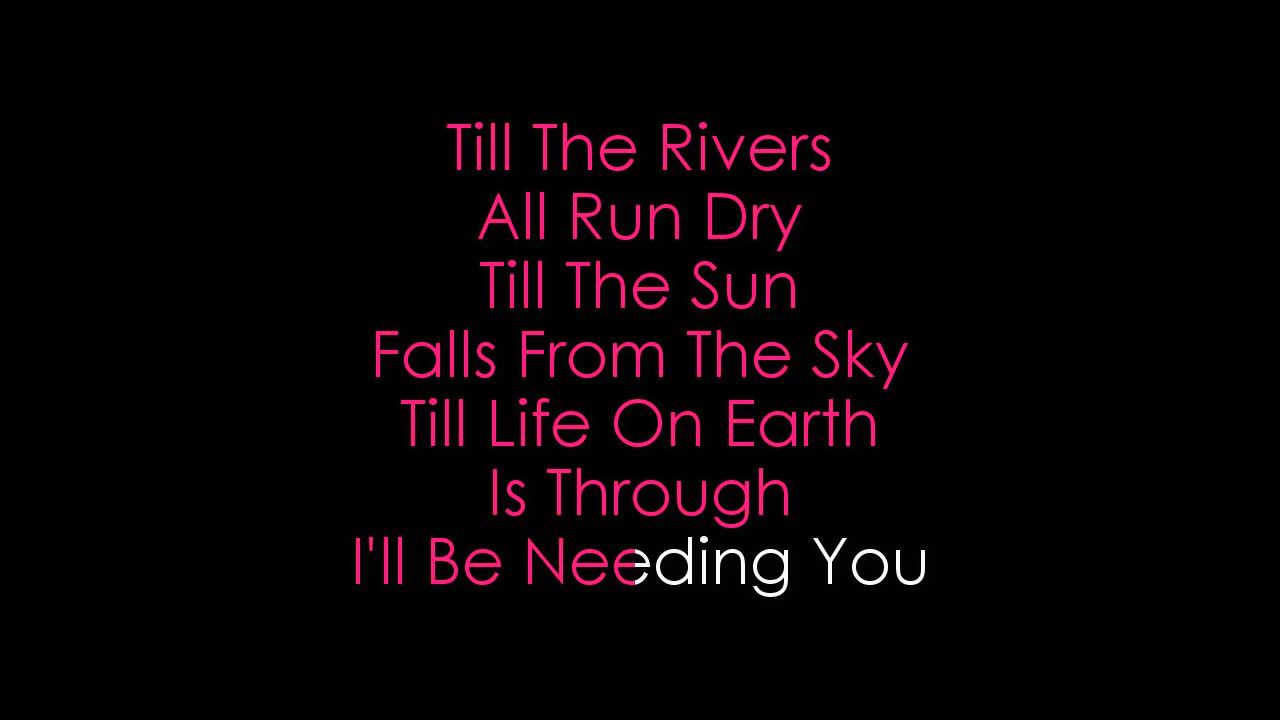 Till The Rivers
All Run Dry
Till The Sun
Falls From The Sky
Till Life On Earth
Is Through
I'll Be Needing You